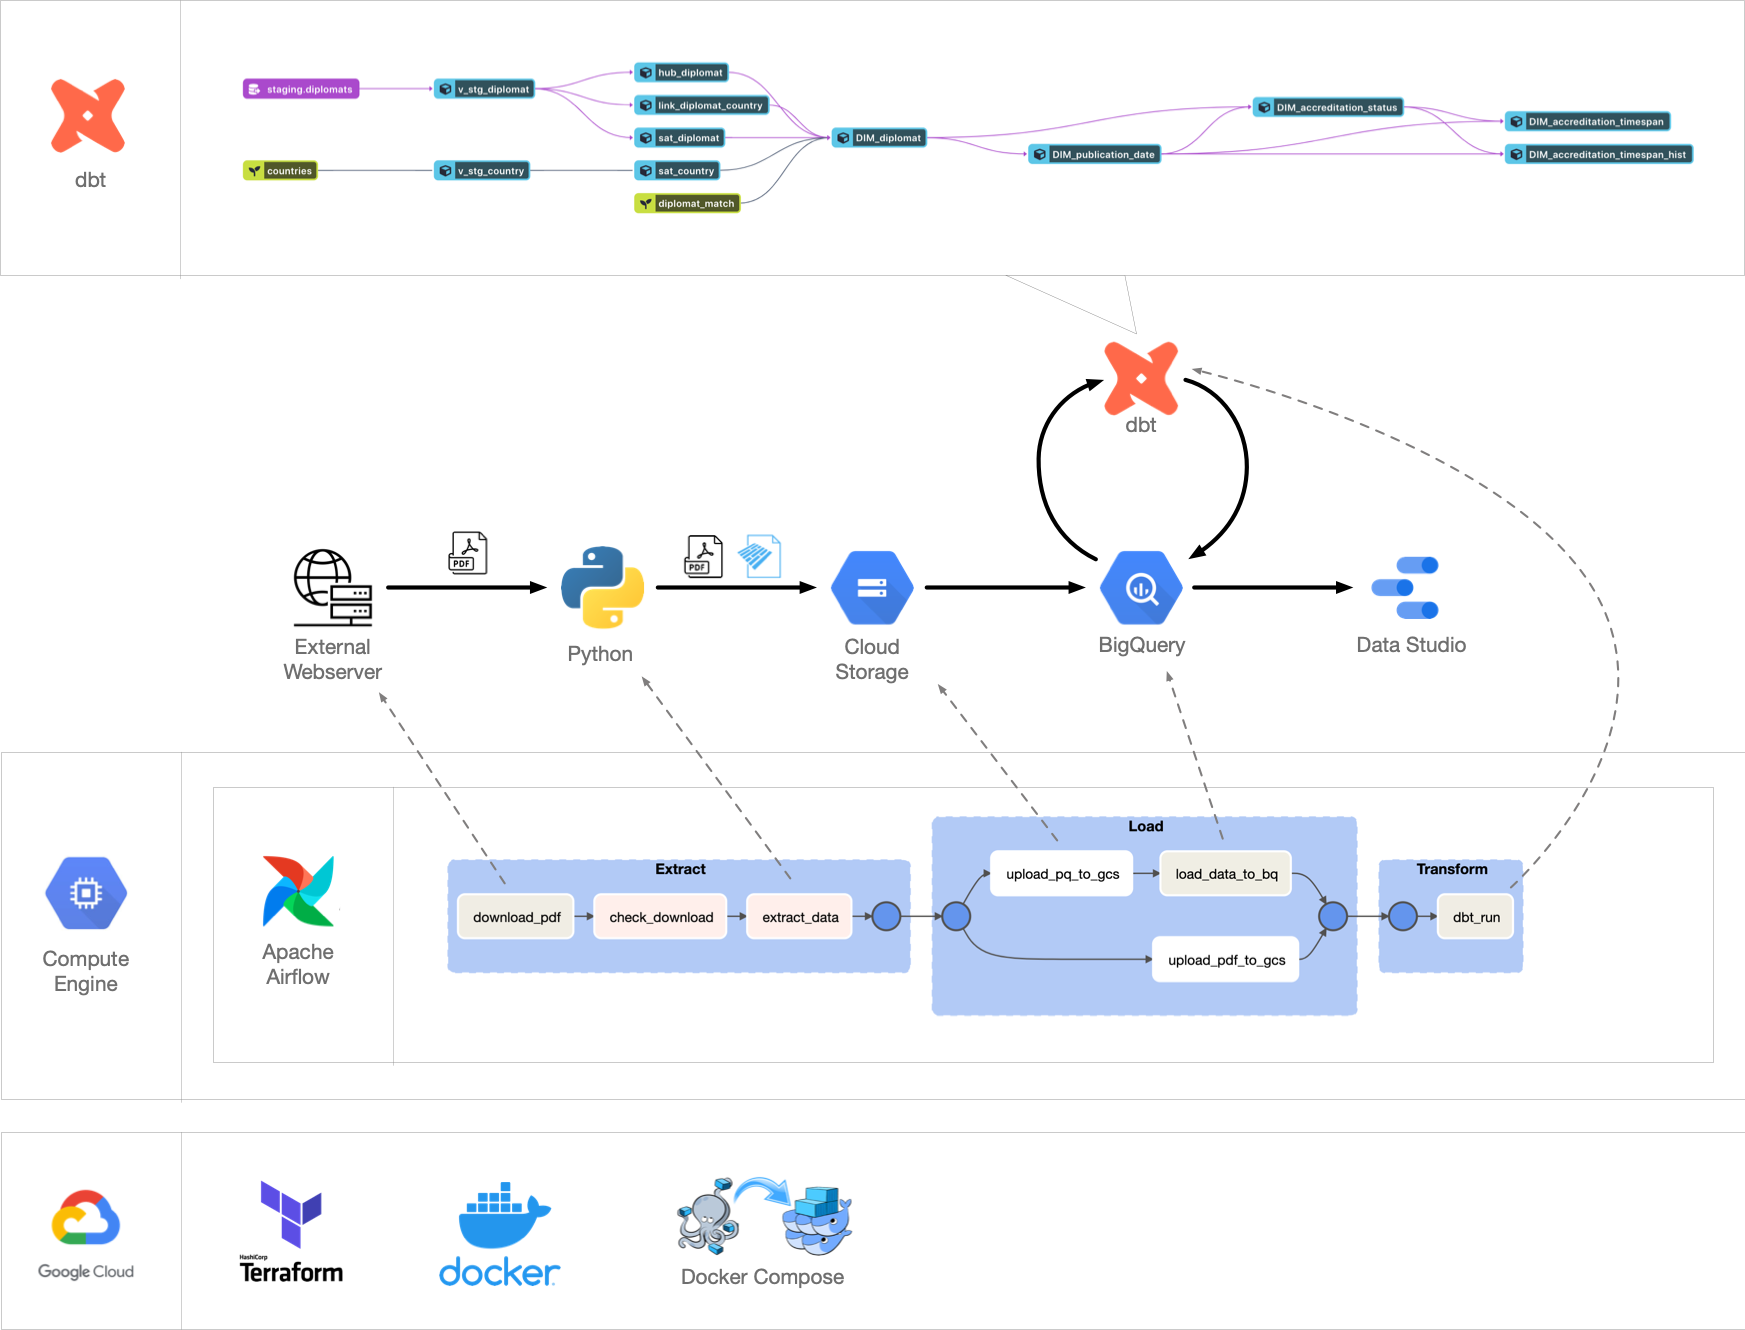 hub_diplomat
staging.diplomats
v_stg_diplomat
link_diplomat_country
DIM_accreditation_status
DIM_accreditation_timespan
sat_diplomat
DIM_diplomat
DIM_publication_date
DIM_accreditation_timespan_hist
countries
v_stg_country
sat_country
diplomat_match
dbt
dbt
PDF
PDF
External
Webserver
Python
Cloud
Storage
BigQuery
Data Studio
Compute
Engine
Apache
Airflow
Extract
download_pdf
check_download
extract_data
Load
upload_pq_to_gcs
load_data_to_bq
upload_pdf_to_gcs
Transform
dbt_run
Google Cloud
HashiCorp
Terraform
docker
Docker Compose